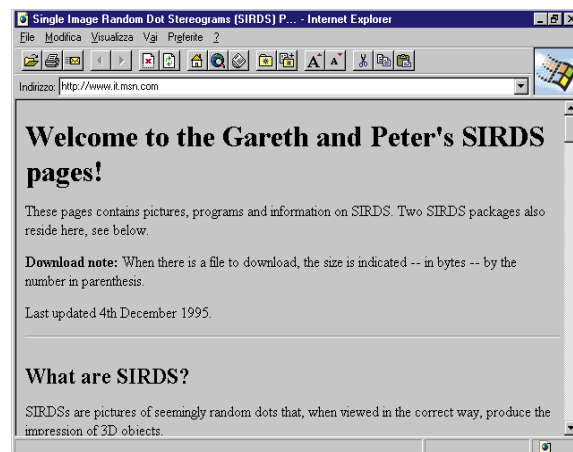 Single Image Random Dot Stereograms (SIRDS) P... - Internet Explorer
File Modifica Visualizza Vai Preferite ?
Indirizzo: http://www.it.msn.com
Welcome to the Gareth and Peter's SIRDS
pages!
These pages contains pictures, programs and information on SIRDS. Two SIRDS packages also
reside here, see below.
Download note: When there is a file to download, the size is indicated -- in bytes -- by the
number in parenthesis.
Last updated 4th December 1995.
What are SIRDS?
SIRDSs are pictures of seemingly random dots that, when viewed in the correct way, produce the
impression of 3D objects.